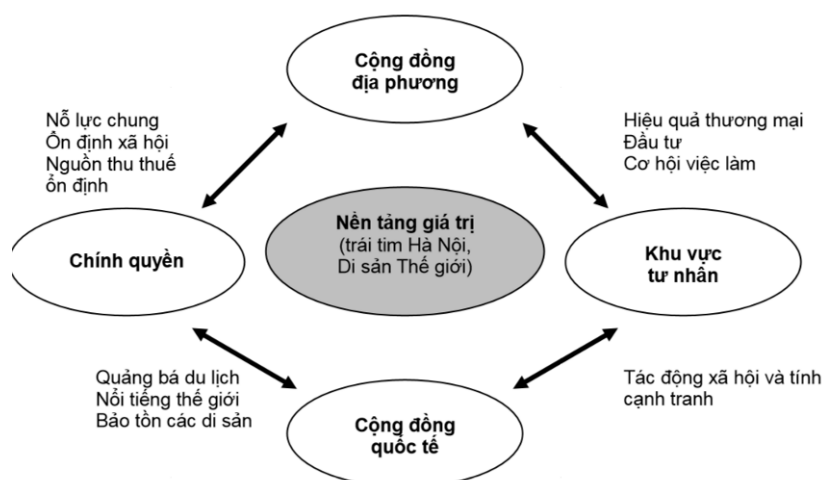 Cộng đồng
địa phương
Nỗ lực chung
Ổn định xã hội
Nguồn thu thuế
ổn định
Hiệu quả thương mại
Đầu tư
Cơ hội việc làm
Nền tảng giá trị
(trái tim Hà Nội,
Di sản Thế giới)
Chính quyền
Khu vực
tư nhân
Quảng bá du lịch
Nổi tiếng thế giới
Bảo tồn các di sản
Tác động xã hội và tính
cạnh tranh
Cộng đồng
quốc tế